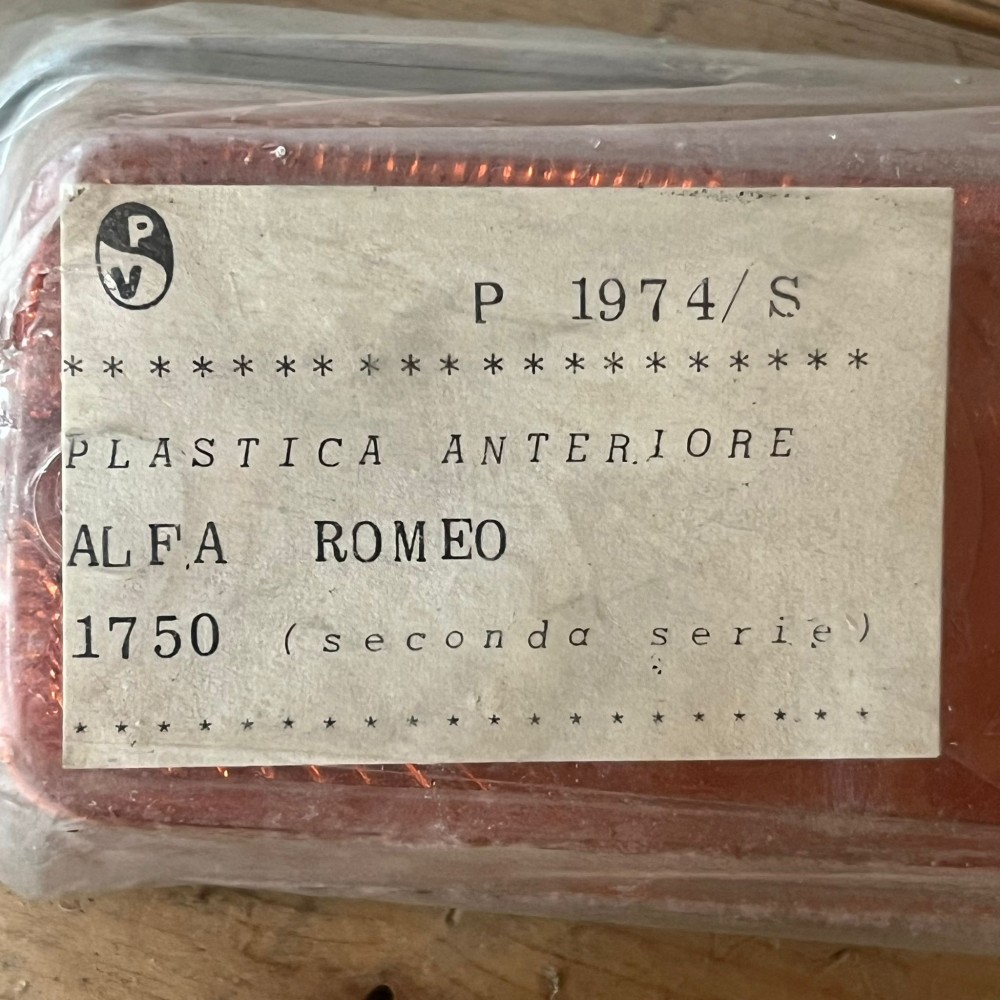 PV
P 1974/S
* * * * * * * * * * * * * * * * * * * *
PLASTICA ANTERIORE
ALFA ROMEO
1750 (seconda serie)
* * * * * * * * * * * * * * * * * * * *